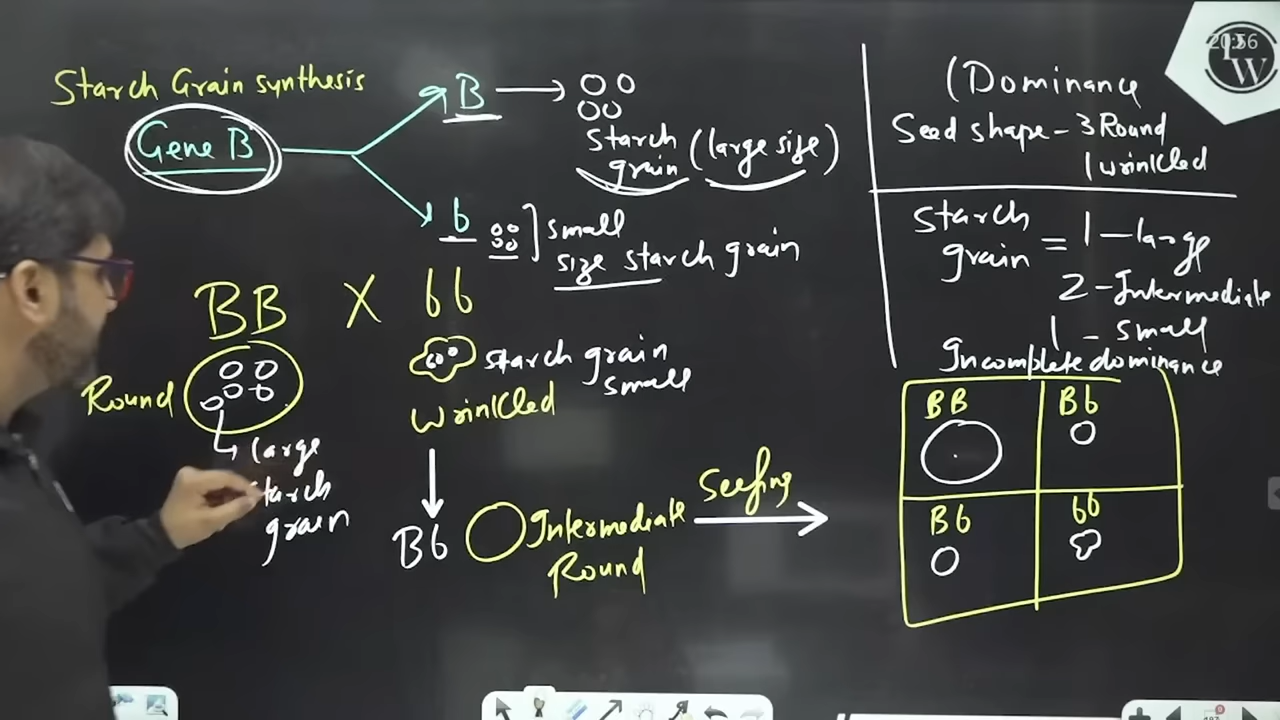 Starch Grain synthesis
Gene B
B
Starch grain (large size)
b
small size starch grain
BB X bb
Round
large starch grain
starch grain small
Wrinkled
Bb
Intermediate Round
Selfing
(Dominance
Seed shape - 3 Round
1 wrinkled
Starch grain = 1 - large
2 - Intermediate
1 - small
Incomplete dominance
BB
Bb
Bb
bb
W